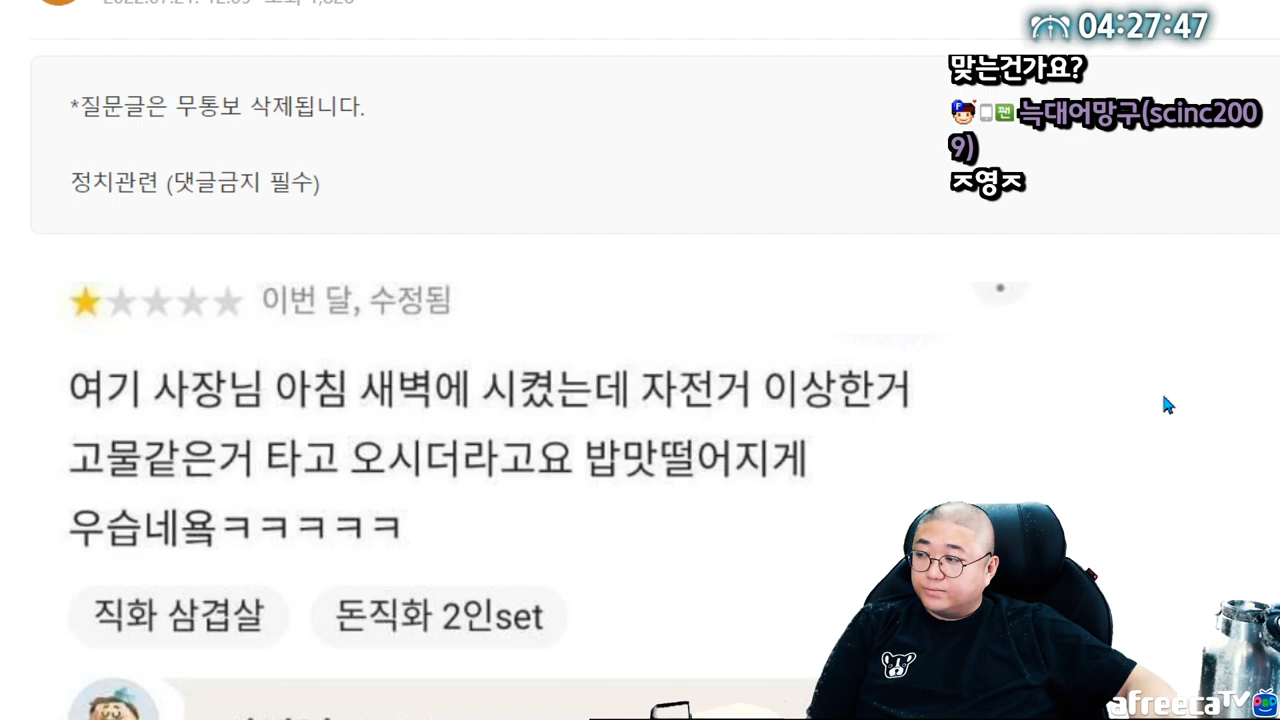 04:27:47
맞는건가요?
*질문글은 무통보 삭제됩니다.
늑대어망구(scinc200
9)
정치관련 (댓글금지 필수)
ㅈ영ㅈ
이번 달, 수정됨
여기 사장님 아침 새벽에 시켰는데 자전거 이상한거
고물같은거 타고 오시더라고요 밥맛떨어지게
우습네욬ㅋㅋㅋㅋㅋ
직화 삼겹살
돈직화 2인set
afreecaTV